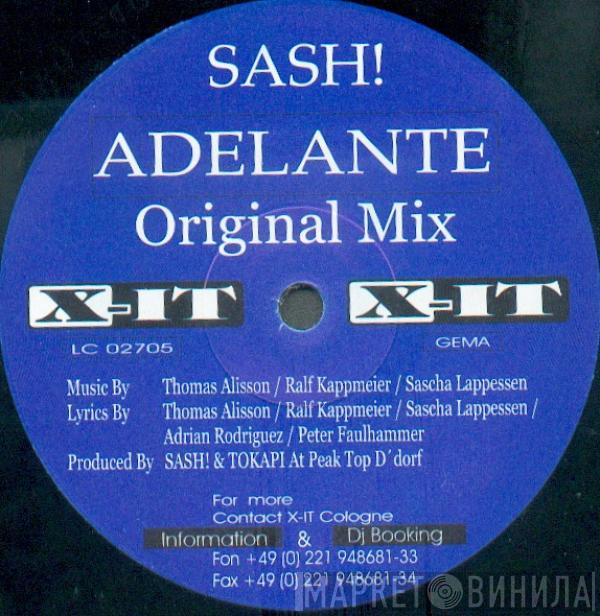 SASH!
ADELANTE
Original Mix
X-IT
X-IT
LC 02705
GEMA
Music By Thomas Alisson / Ralf Kappmeier / Sascha Lappessen
Lyrics By Thomas Alisson / Ralf Kappmeier / Sascha Lappessen /
Adrian Rodriguez / Peter Faulhammer
Produced By SASH! & TOKAPI At Peak Top D´dorf
For more
Contact X-IT Cologne
Information & Dj Booking
Fon +49 (0) 221 948681-33
Fax +49 (0) 221 948681-34
МАРКЕТ ВИНИЛА